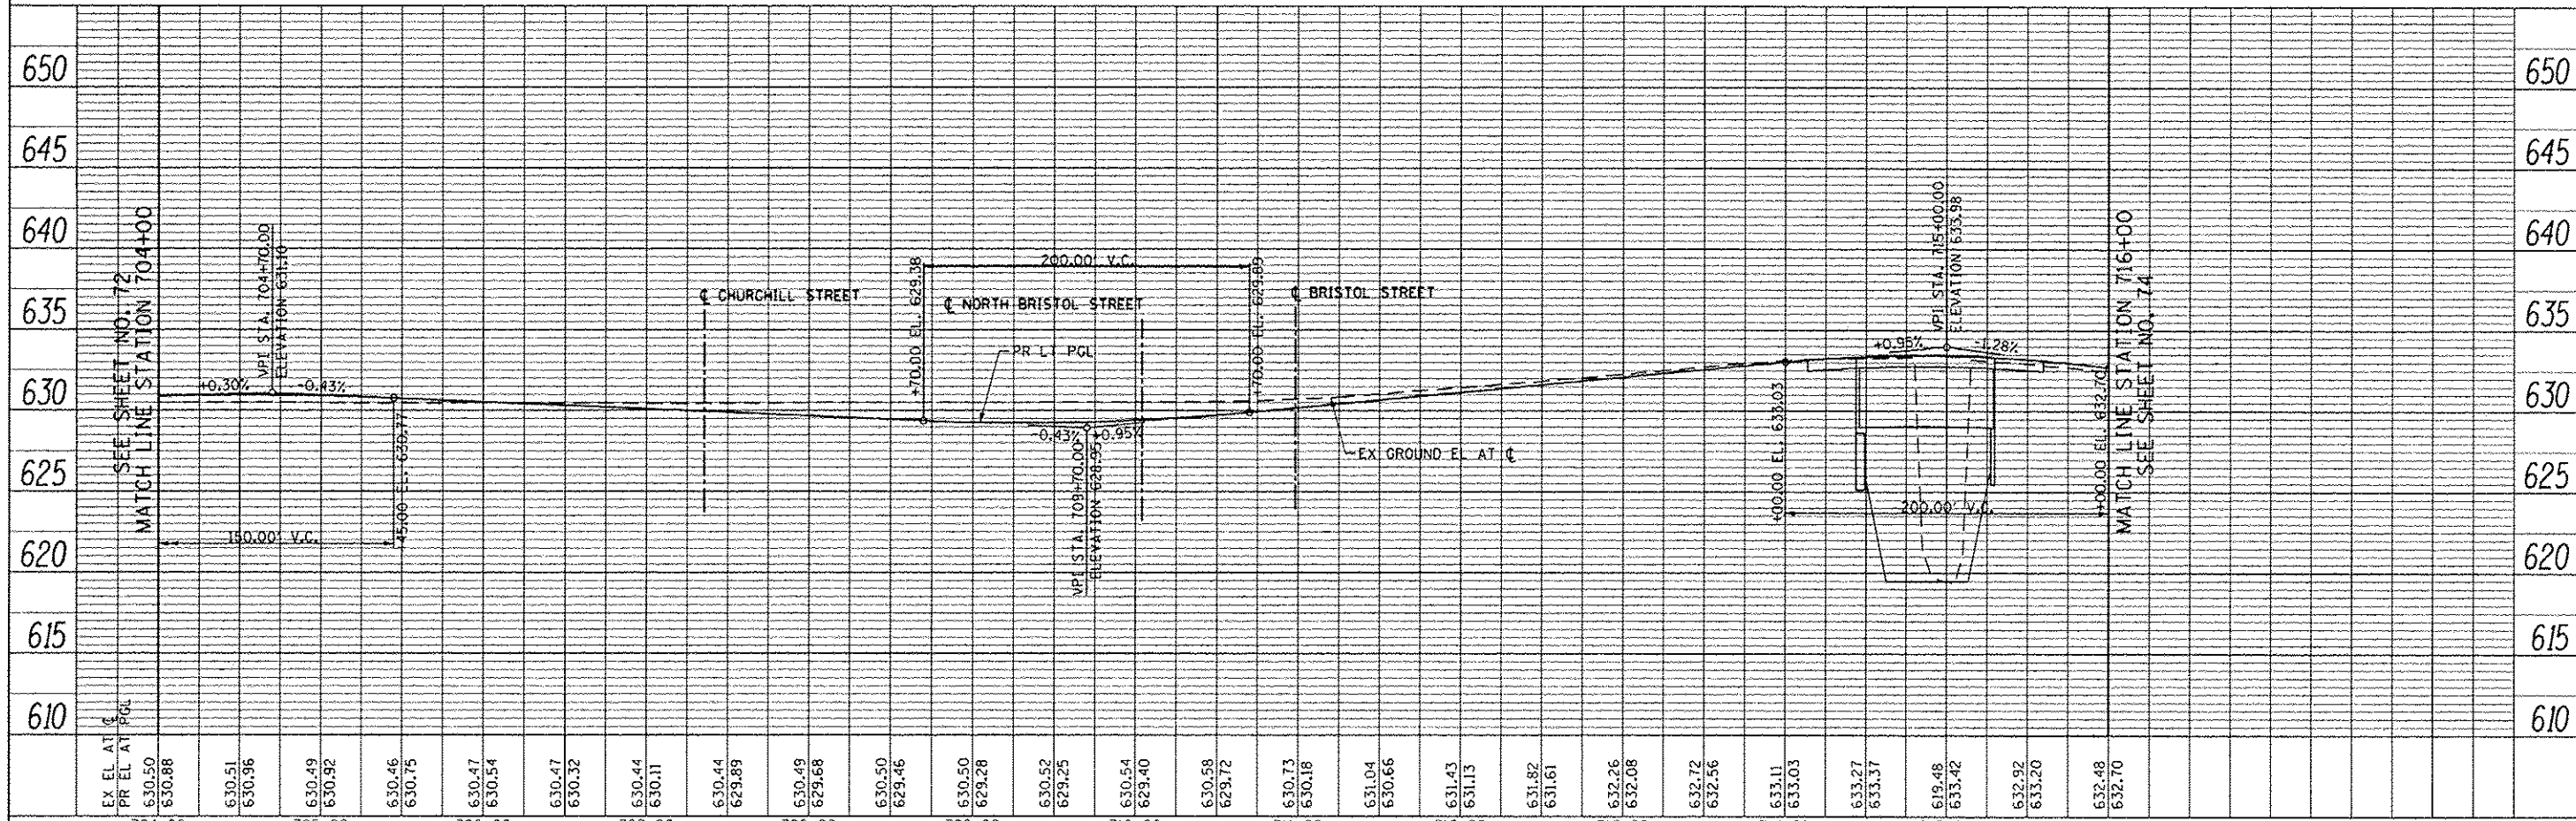 650
650
645
645
640
640
635
635
630
630
625
625
620
620
615
615
610
610
SEE SHEET NO. 72
MATCH LINE STATION 704+00
+0.30%
VPI STA. 704+70.00
ELEVATION 631.10
-0.43%
150.00' V.C.
+45.00 EL. 630.77
℄ CHURCHILL STREET
+70.00 EL. 629.38
200.00' V.C.
℄ NORTH BRISTOL STREET
PR LT PGL
-0.43%
+0.95%
VPI STA. 709+70.00
ELEVATION 628.95
+70.00 EL. 629.89
℄ BRISTOL STREET
EX GROUND EL AT ℄
+00.00 EL. 633.03
+0.95%
VPI STA. 715+00.00
ELEVATION 633.98
-1.28%
200.00' V.C.
+00.00 EL. 632.70
MATCH LINE STATION 716+00
SEE SHEET NO. 74
EX EL AT ℄
PR EL AT PGL
630.50
630.88
630.51
630.96
630.49
630.92
630.46
630.75
630.47
630.54
630.47
630.32
630.44
630.11
630.44
629.89
630.49
629.68
630.50
629.46
630.50
629.28
630.52
629.25
630.54
629.40
630.58
629.72
630.73
630.18
631.04
630.66
631.43
631.13
631.82
631.61
632.26
632.08
632.72
632.56
633.11
633.03
633.27
633.37
619.48
633.42
632.92
633.20
632.48
632.70